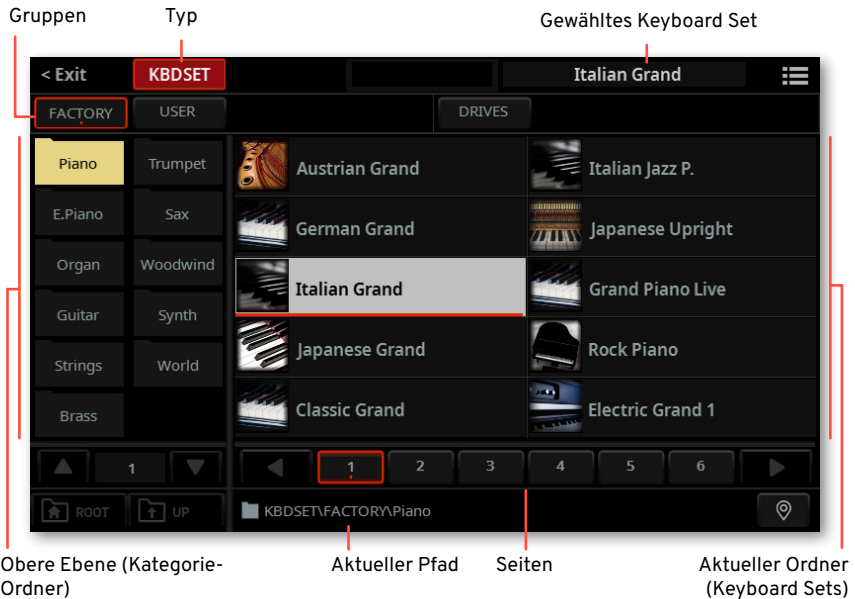 Gruppen
Typ
Gewähltes Keyboard Set
< Exit
KBDSET
Italian Grand
FACTORY
USER
DRIVES
Piano
Trumpet
Austrian Grand
Italian Jazz P.
E.Piano
Sax
German Grand
Japanese Upright
Organ
Woodwind
Italian Grand
Grand Piano Live
Guitar
Synth
Japanese Grand
Rock Piano
Strings
World
Classic Grand
Electric Grand 1
Brass
1
1
2
3
4
5
6
ROOT
UP
KBDSET\FACTORY\Piano
Obere Ebene (Kategorie-
Ordner)
Aktueller Pfad
Seiten
Aktueller Ordner
(Keyboard Sets)